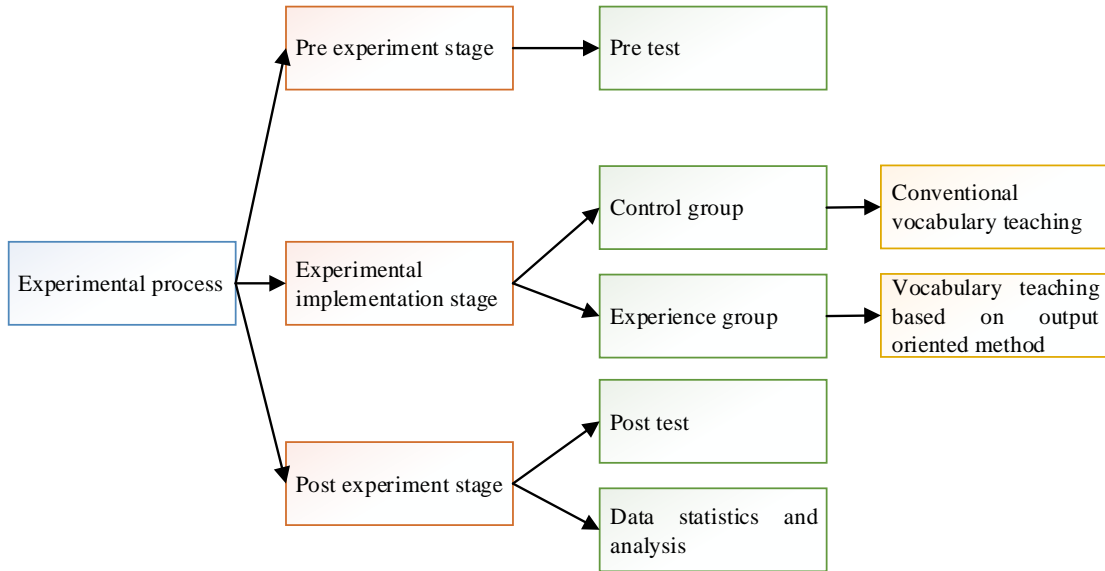 Pre experiment stage
Pre test
Control group
Conventional
vocabulary teaching
Experimental process
Experimental
implementation stage
Experience group
Vocabulary teaching
based on output
oriented method
Post test
Post experiment stage
Data statistics and
analysis